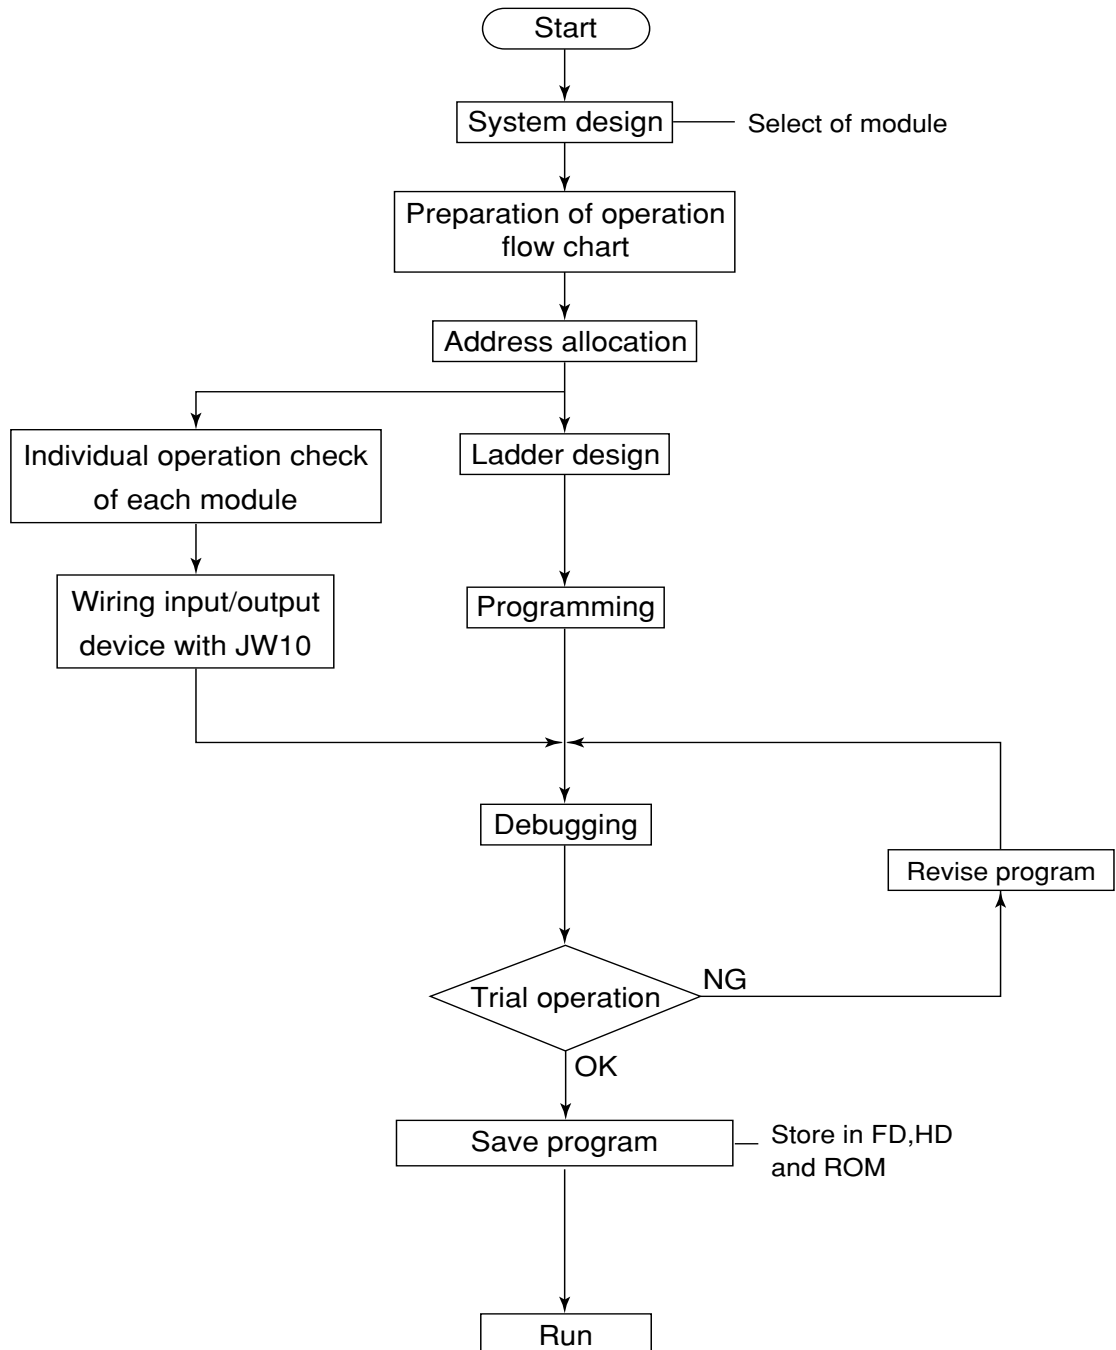 Start
System design
Select of module
Preparation of operation
flow chart
Address allocation
Individual operation check
of each module
Ladder design
Wiring input/output
device with JW10
Programming
Debugging
Revise program
Trial operation
NG
OK
Save program
Store in FD,HD
and ROM
Run